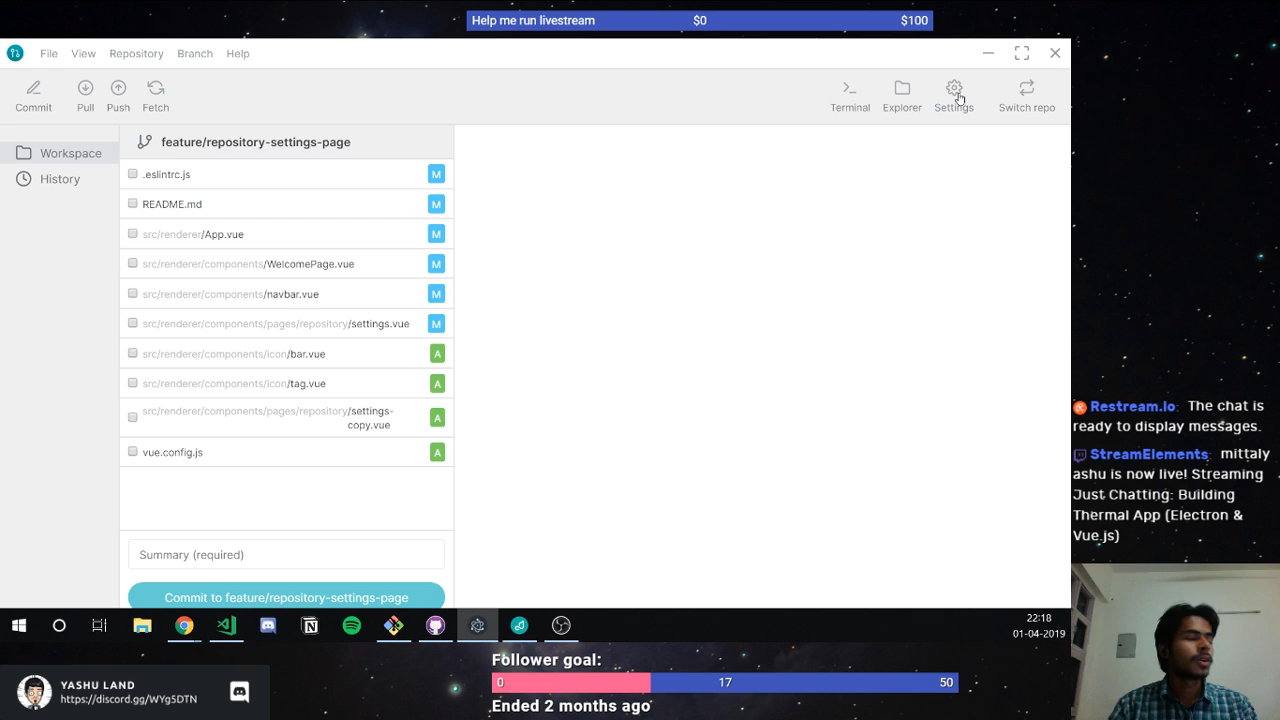 Help me run livestream $0 $100
File View Repository Branch Help
Commit Pull Push Fetch Terminal Explorer Settings Switch repo
Workspace
History
feature/repository-settings-page
.eslintrc.js M
README.md M
src/renderer/App.vue M
src/renderer/components/WelcomePage.vue M
src/renderer/components/navbar.vue M
src/renderer/components/pages/repository/settings.vue M
src/renderer/components/icon/bar.vue A
src/renderer/components/icon/tag.vue A
src/renderer/components/pages/repository/settings-
copy.vue A
vue.config.js A
Summary (required)
Commit to feature/repository-settings-page
Restream.io: The chat is
ready to display messages.
StreamElements: mittaly
ashu is now live! Streaming
Just Chatting: Building
Thermal App (Electron &
Vue.js)
22:18
01-04-2019
YASHU LAND
https://discord.gg/WYg5DTN
Follower goal:
0 17 50
Ended 2 months ago